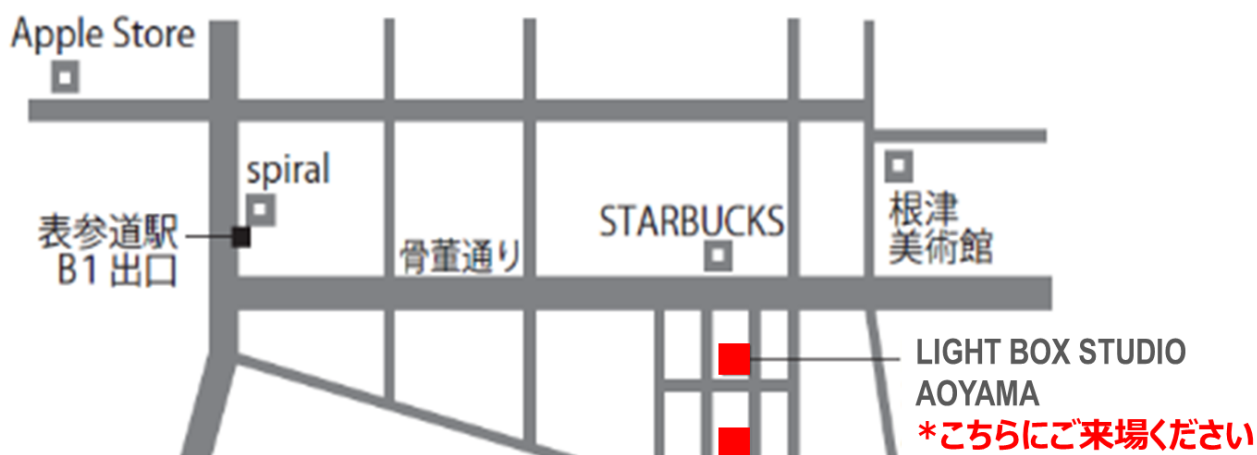 Apple Store
spiral
表参道駅
B1 出口
骨董通り
STARBUCKS
根津
美術館
LIGHT BOX STUDIO
AOYAMA
*こちらにご来場ください